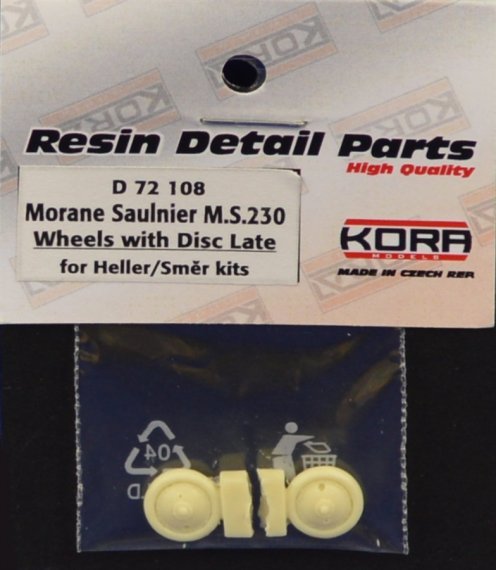 Resin Detail Parts
High Quality
D 72 108
Morane Saulnier M.S.230
Wheels with Disc Late
for Heller/Směr kits
KORA
MODELS
MADE IN CZECH REP.
04